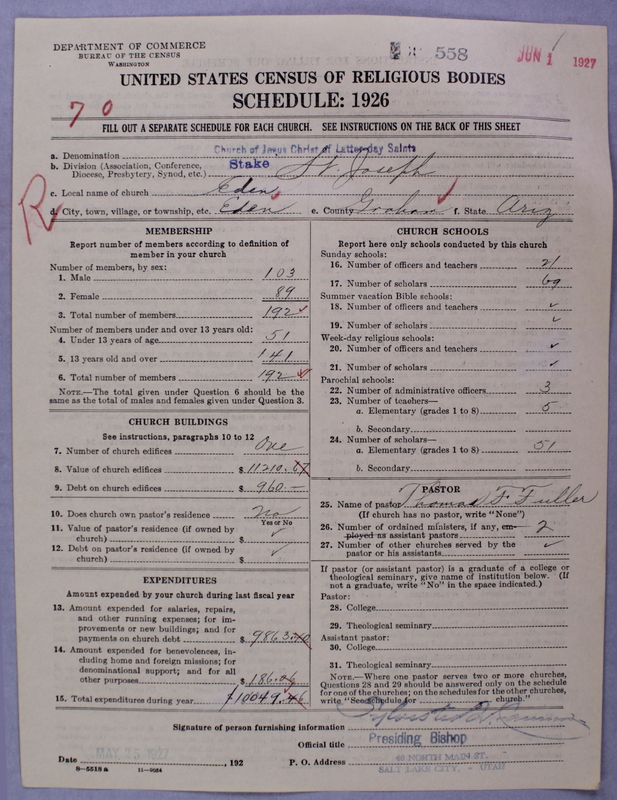 DEPARTMENT OF COMMERCE
BUREAU OF THE CENSUS
WASHINGTON
558
JUN 1 1927
UNITED STATES CENSUS OF RELIGIOUS BODIES
SCHEDULE: 1926
70
FILL OUT A SEPARATE SCHEDULE FOR EACH CHURCH. SEE INSTRUCTIONS ON THE BACK OF THIS SHEET
R
a. Denomination Church of Jesus Christ of Latter-day Saints
b. Division (Association, Conference, Diocese, Presbytery, Synod, etc.) Stake St. Joseph
c. Local name of church Eden
d. City, town, village, or township, etc. Eden e. County Graham f. State Ariz
MEMBERSHIP
Report number of members according to definition of
member in your church
Number of members, by sex:
1. Male 103
2. Female 89
3. Total number of members 192
Number of members under and over 13 years old:
4. Under 13 years of age 51
5. 13 years old and over 141
6. Total number of members 192
NOTE.—The total given under Question 6 should be
same as the total of males and females given under Question 3.
CHURCH BUILDINGS
See instructions, paragraphs 10 to 12
7. Number of church edifices One
8. Value of church edifices $ 11210.
9. Debt on church edifices $ 960.—
10. Does church own pastor's residence No
Yes or No
11. Value of pastor's residence (if owned by
church) $ ✓
12. Debt on pastor's residence (if owned by
church) $ ✓
EXPENDITURES
Amount expended by your church during last fiscal year
13. Amount expended for salaries, repairs,
and other running expenses; for im-
provements or new buildings; and for
payments on church debt $ 9863.
14. Amount expended for benevolences, in-
cluding home and foreign missions; for
denominational support; and for all
other purposes $ 186.
15. Total expenditures during year $ 10049.
CHURCH SCHOOLS
Report here only schools conducted by this church
Sunday schools:
16. Number of officers and teachers 21
17. Number of scholars 69
Summer vacation Bible schools:
18. Number of officers and teachers ✓
19. Number of scholars ✓
Week-day religious schools:
20. Number of officers and teachers ✓
21. Number of scholars ✓
Parochial schools:
22. Number of administrative officers 3
23. Number of teachers—
a. Elementary (grades 1 to 8) 5
b. Secondary
24. Number of scholars—
a. Elementary (grades 1 to 8) 51
b. Secondary
PASTOR
25. Name of pastor Thomas F. Fuller
(If church has no pastor, write "None")
26. Number of ordained ministers, if any, em-
ployed as assistant pastors 2
27. Number of other churches served by the
pastor or his assistants ✓
If pastor (or assistant pastor) is a graduate of a college or
theological seminary, give name of institution below. (If
not a graduate, write "No" in the space indicated.)
Pastor:
28. College
29. Theological seminary
Assistant pastor:
30. College
31. Theological seminary
NOTE.—Where one pastor serves two or more churches,
Questions 28 and 29 should be answered only on the schedule
for one of the churches; on the schedules for the other churches,
write "See schedule for church."
Signature of person furnishing information
Official title Presiding Bishop
Date MAY 25 1927, 192 P. O. Address 40 NORTH MAIN ST.
SALT LAKE CITY, - UTAH
8—5518 a 11—9084